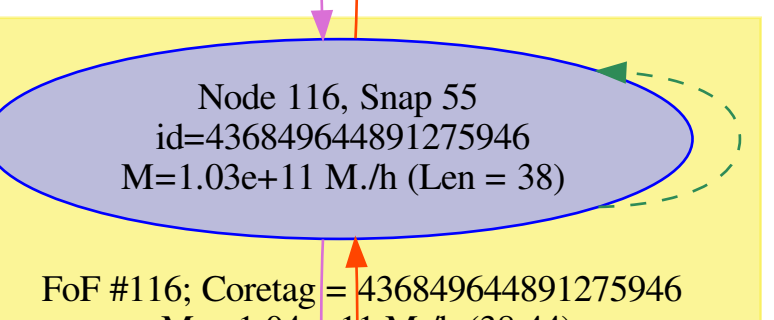 Node 116, Snap 55
id=436849644891275946
M=1.03e+11 M./h (Len = 38)
FoF #116; Coretag = 436849644891275946